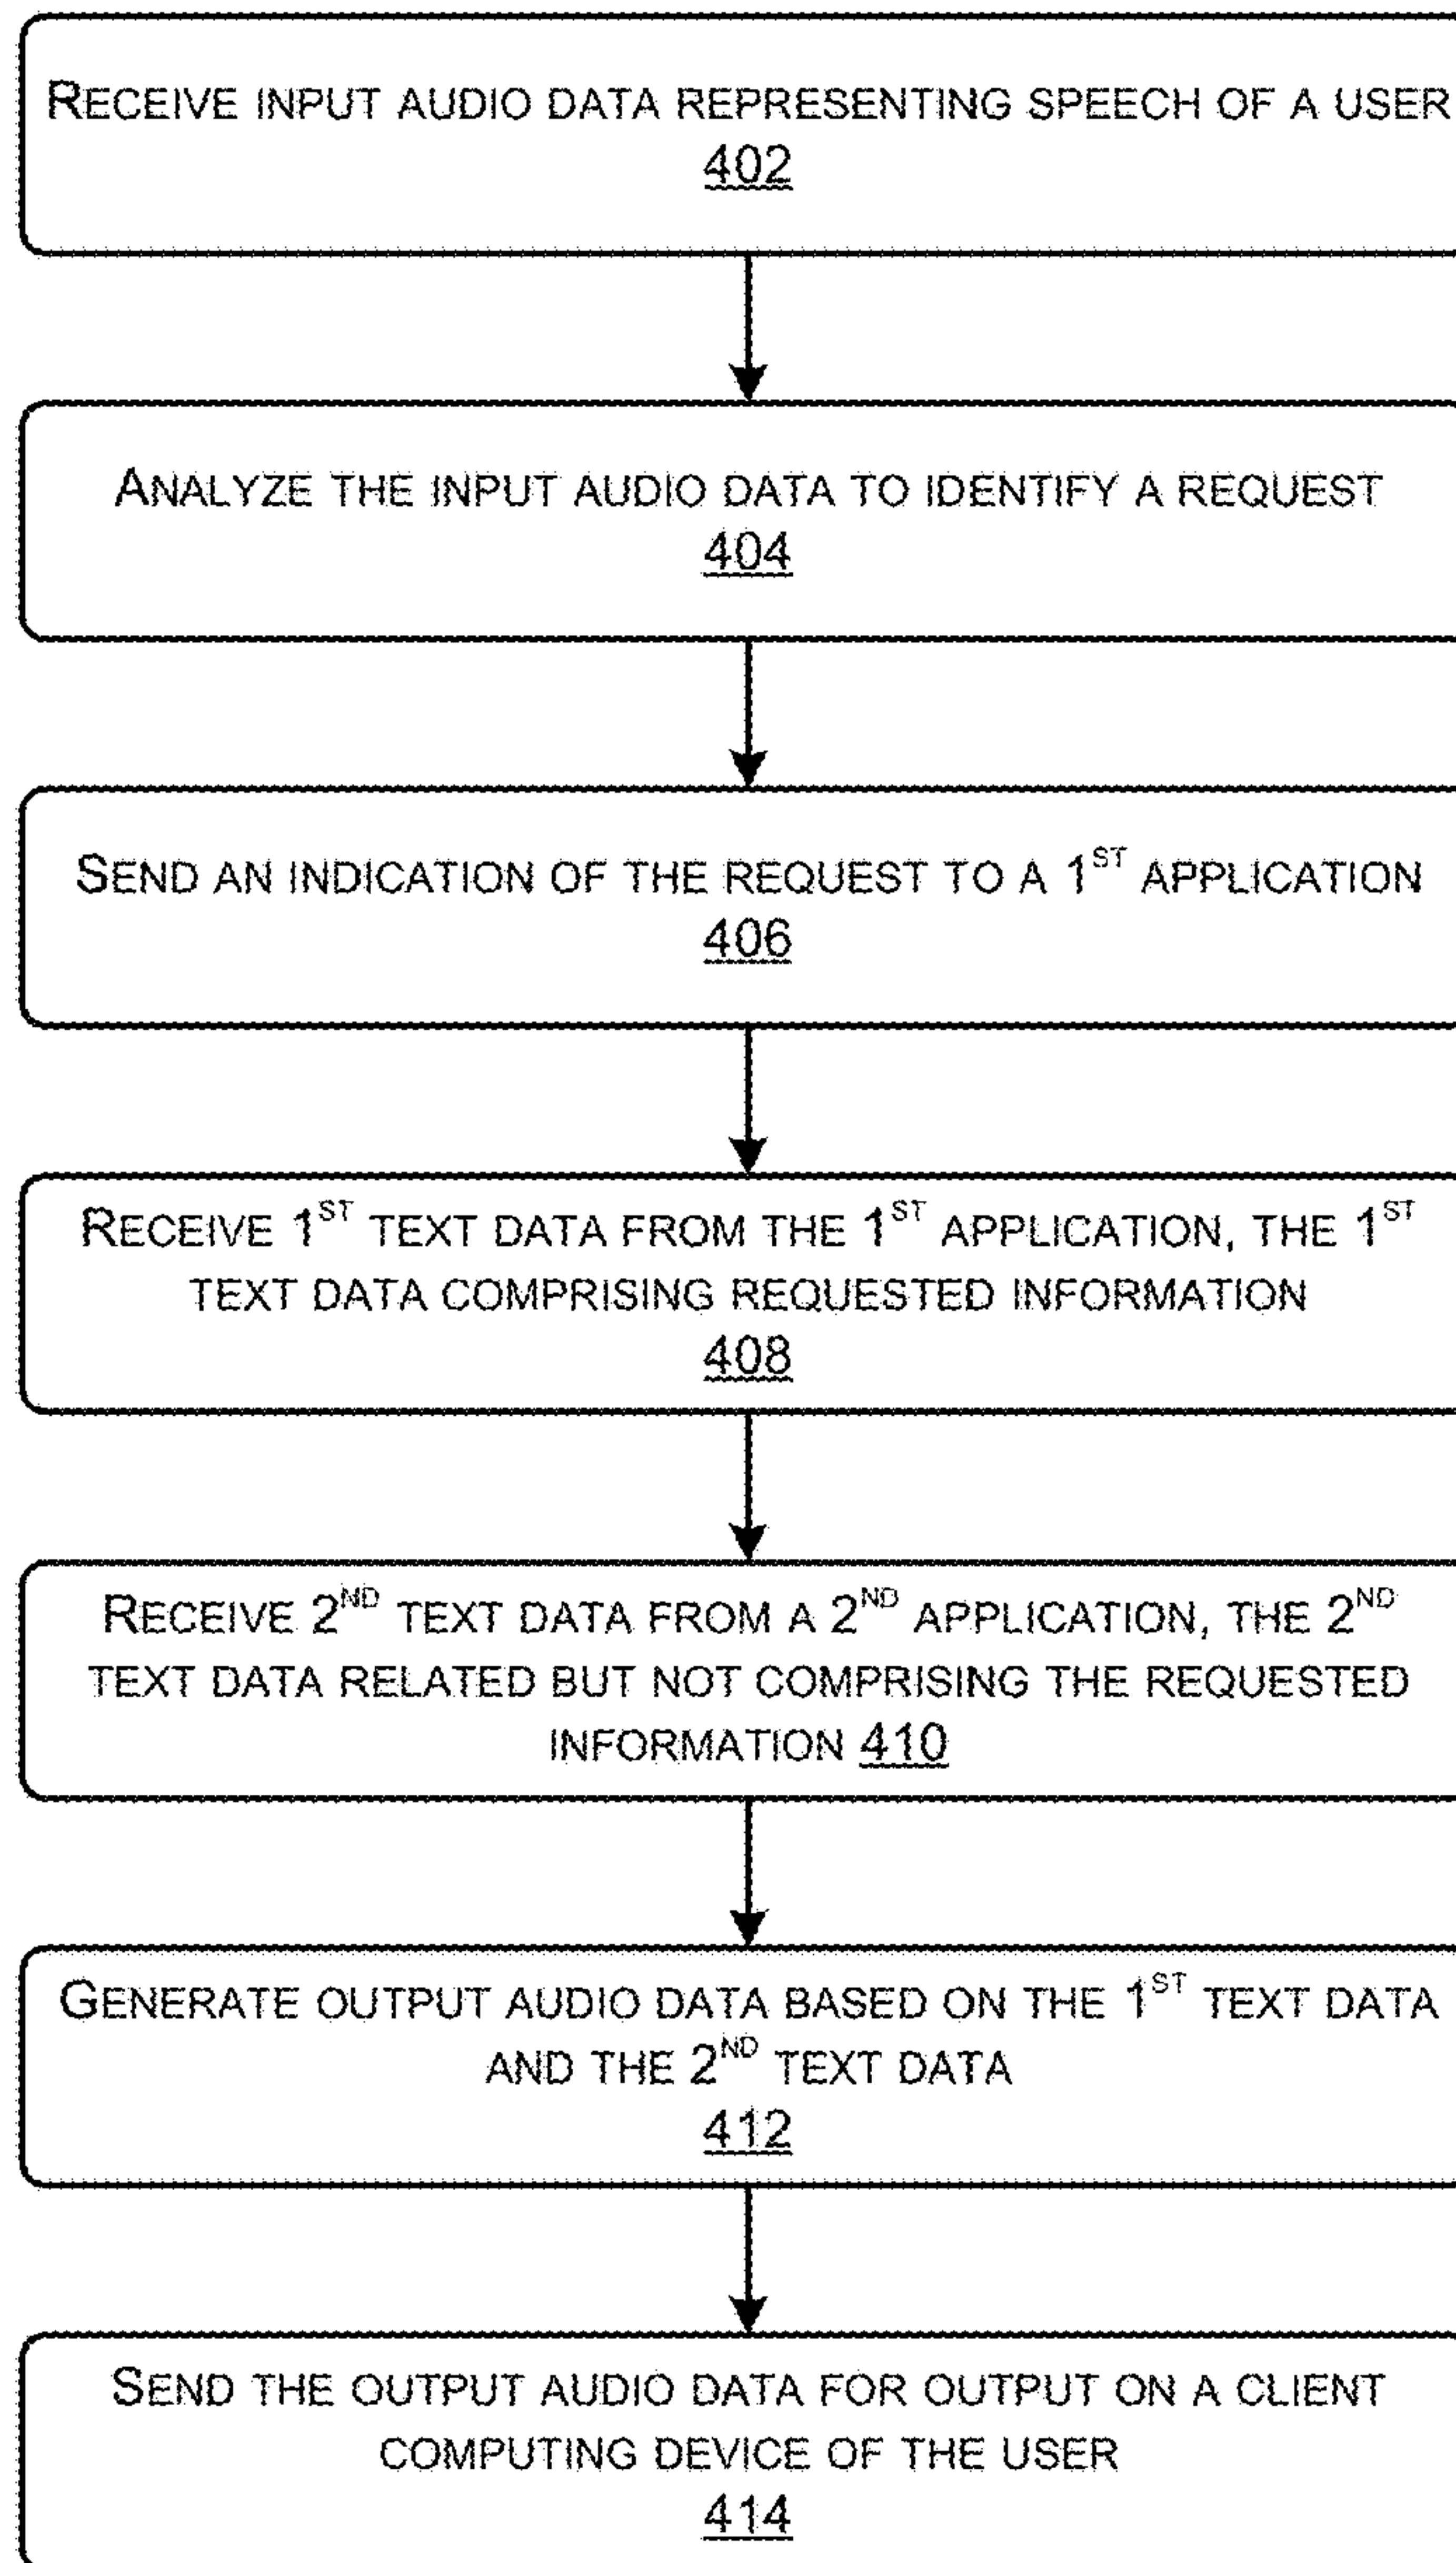 RECEIVE INPUT AUDIO DATA REPRESENTING SPEECH OF A USER
402
ANALYZE THE INPUT AUDIO DATA TO IDENTIFY A REQUEST
404
SEND AN INDICATION OF THE REQUEST TO A 1ST APPLICATION
406
RECEIVE 1ST TEXT DATA FROM THE 1ST APPLICATION, THE 1ST
TEXT DATA COMPRISING REQUESTED INFORMATION
408
RECEIVE 2ND TEXT DATA FROM A 2ND APPLICATION, THE 2ND
TEXT DATA RELATED BUT NOT COMPRISING THE REQUESTED
INFORMATION 410
GENERATE OUTPUT AUDIO DATA BASED ON THE 1ST TEXT DATA
AND THE 2ND TEXT DATA
412
SEND THE OUTPUT AUDIO DATA FOR OUTPUT ON A CLIENT
COMPUTING DEVICE OF THE USER
414